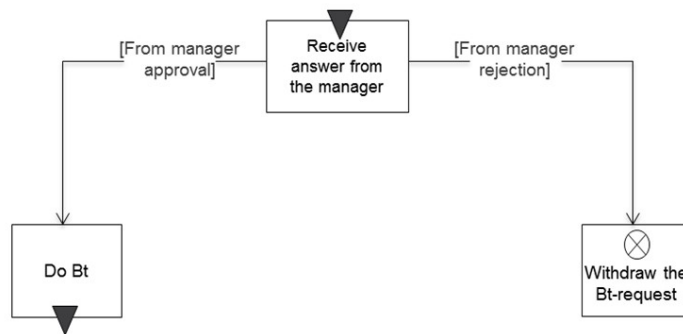 [From manager
approval]
Receive
answer from
the manager
[From manager
rejection]
Do Bt
Withdraw the
Bt-request